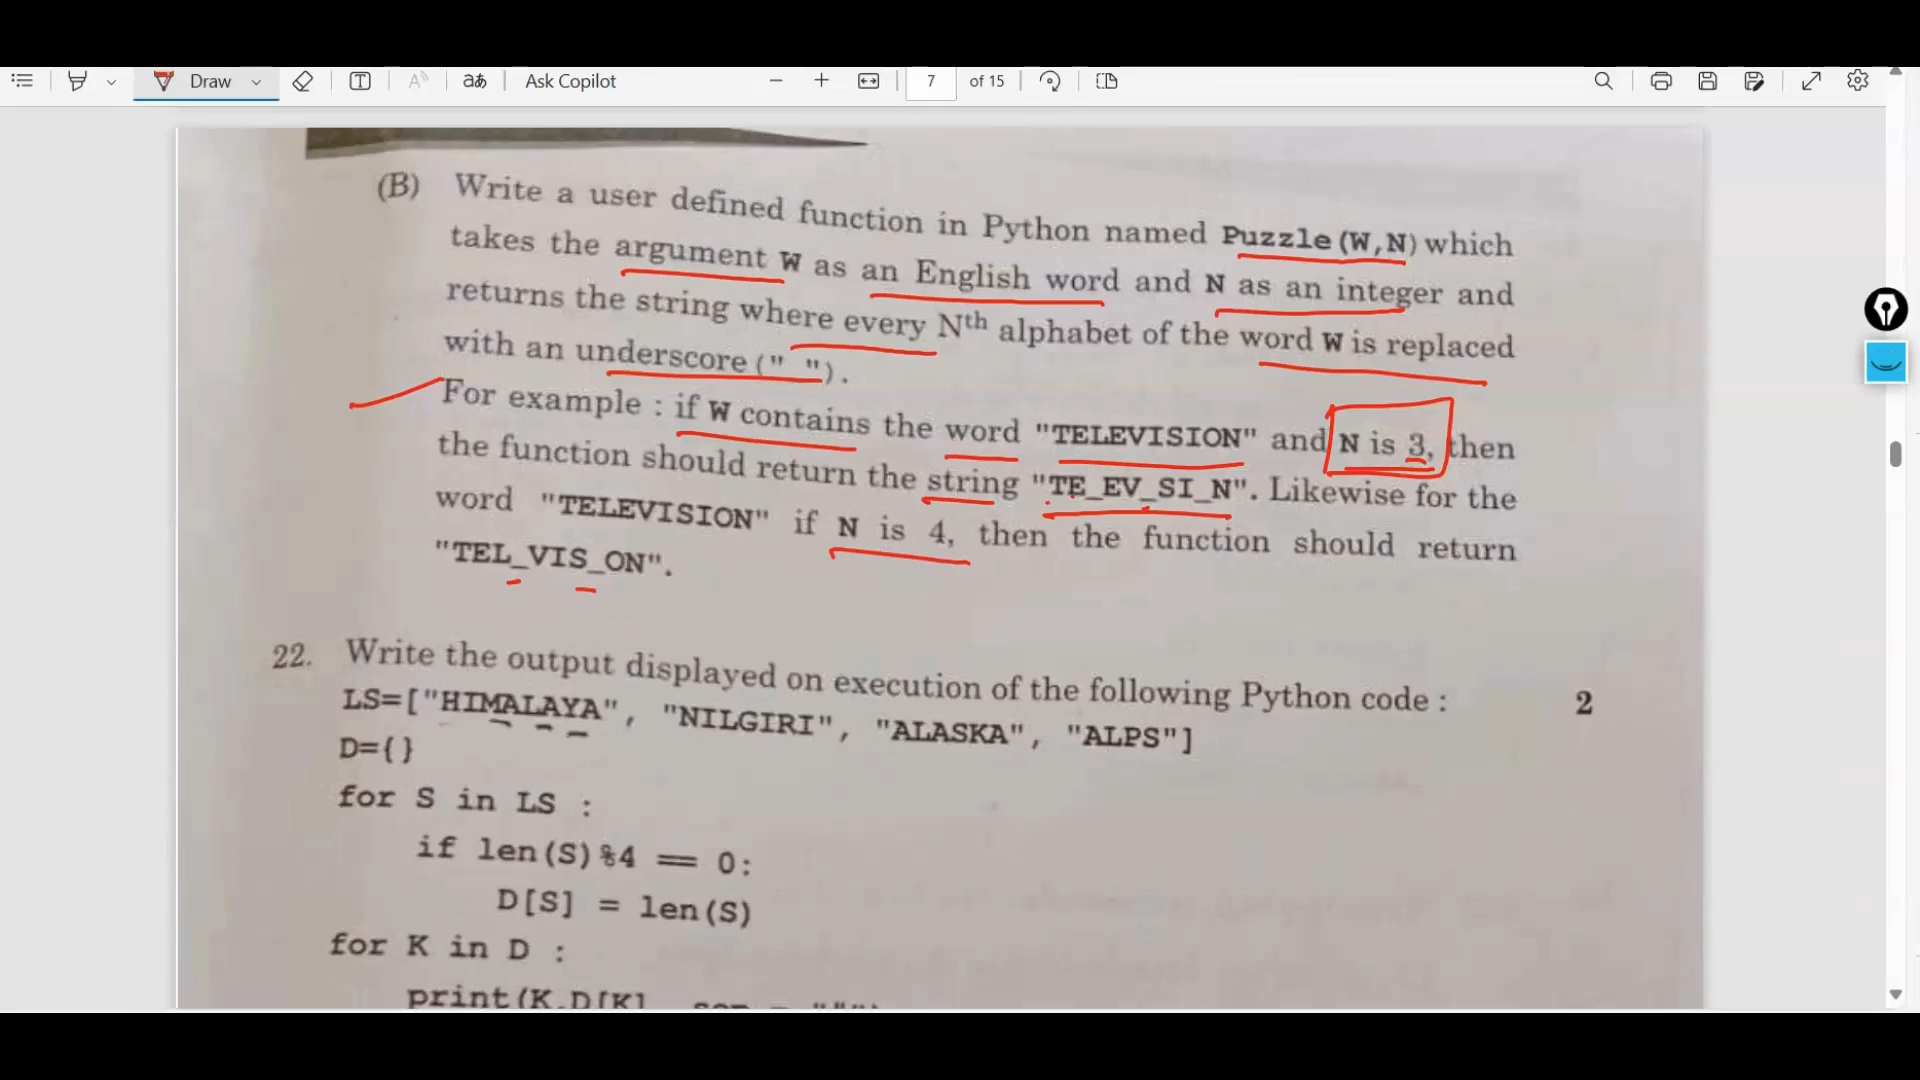 Draw
aあ
Ask Copilot
7
of 15
(B) Write a user defined function in Python named Puzzle(W,N) which
takes the argument W as an English word and N as an integer and
returns the string where every Nth alphabet of the word W is replaced
with an underscore (" ").
For example : if W contains the word "TELEVISION" and N is 3, then
the function should return the string "TE_EV_SI_N". Likewise for the
word "TELEVISION" if N is 4, then the function should return
"TEL_VIS_ON".
22. Write the output displayed on execution of the following Python code : 2
LS=["HIMALAYA", "NILGIRI", "ALASKA", "ALPS"]
D={}
for S in LS :
if len(S)%4 == 0:
D[S] = len(S)
for K in D :
print(K,D[K]